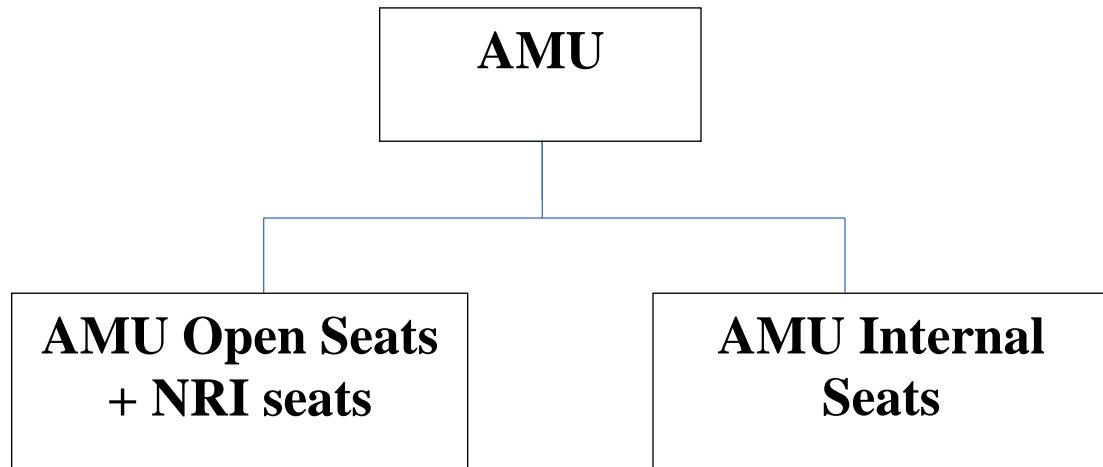 AMU
AMU Open Seats
+ NRI seats
AMU Internal
Seats